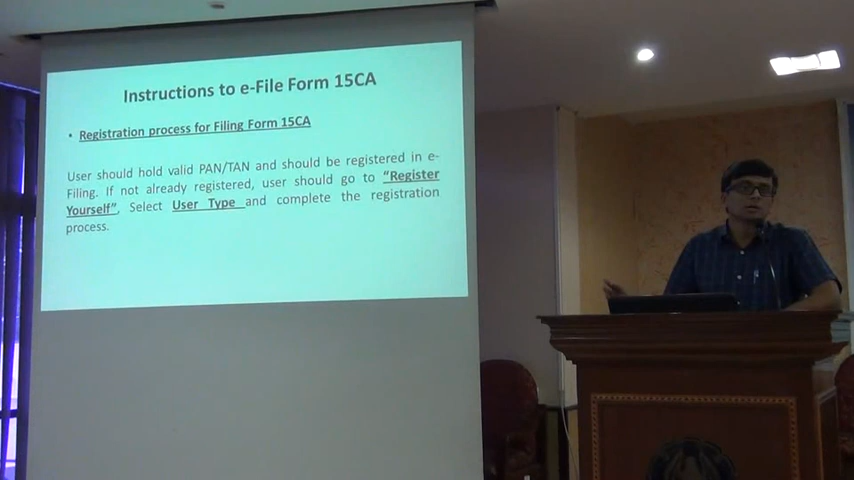 Instructions to e-File Form 15CA
• Registration process for Filing Form 15CA
User should hold valid PAN/TAN and should be registered in e-
Filing. If not already registered, user should go to “Register
Yourself”, Select User Type and complete the registration
process.